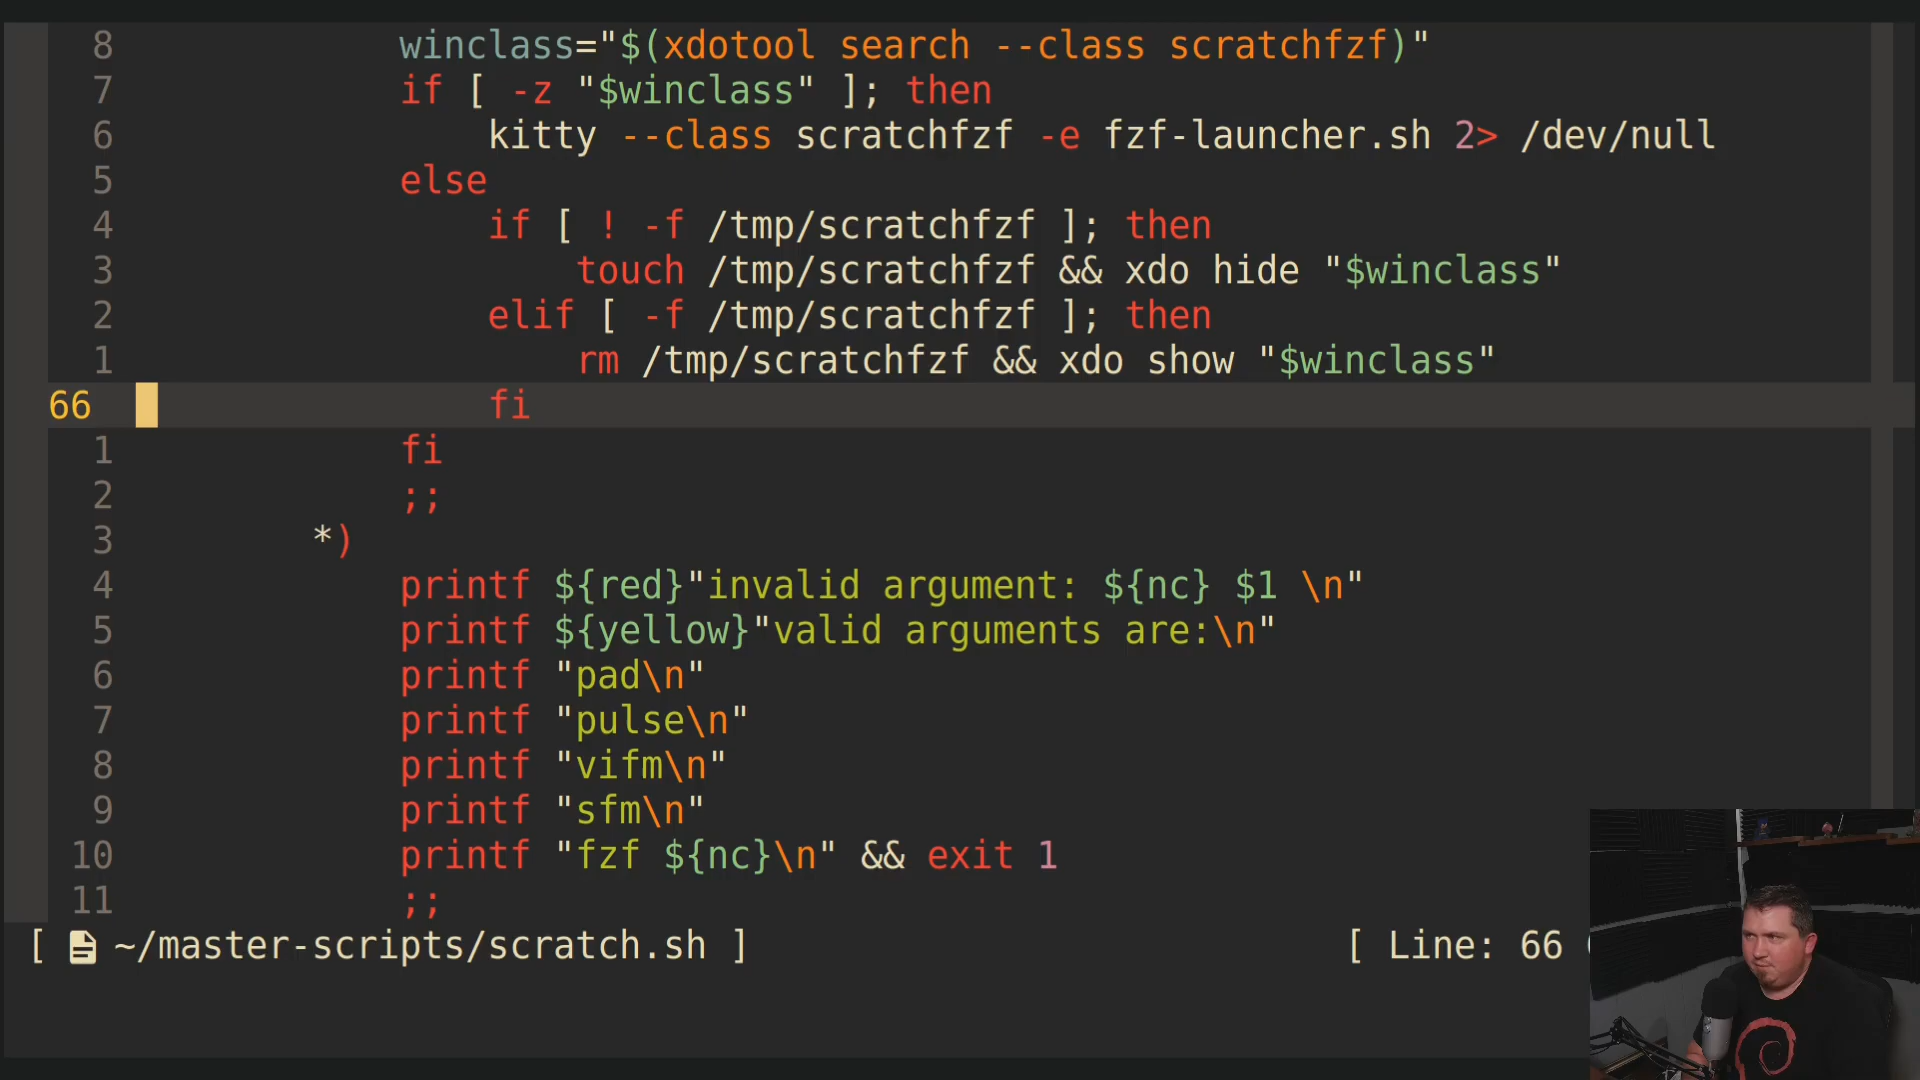 8 winclass="$(xdotool search --class scratchfzf)"
7 if [ -z "$winclass" ]; then
6 kitty --class scratchfzf -e fzf-launcher.sh 2> /dev/null
5 else
4 if [ ! -f /tmp/scratchfzf ]; then
3 touch /tmp/scratchfzf && xdo hide "$winclass"
2 elif [ -f /tmp/scratchfzf ]; then
1 rm /tmp/scratchfzf && xdo show "$winclass"
66 fi
1 fi
2 ;;
3 *)
4 printf ${red}"invalid argument: ${nc} $1 \n"
5 printf ${yellow}"valid arguments are:\n"
6 printf "pad\n"
7 printf "pulse\n"
8 printf "vifm\n"
9 printf "sfm\n"
10 printf "fzf ${nc}\n" && exit 1
11 ;;
[ ~/master-scripts/scratch.sh ] [ Line: 66